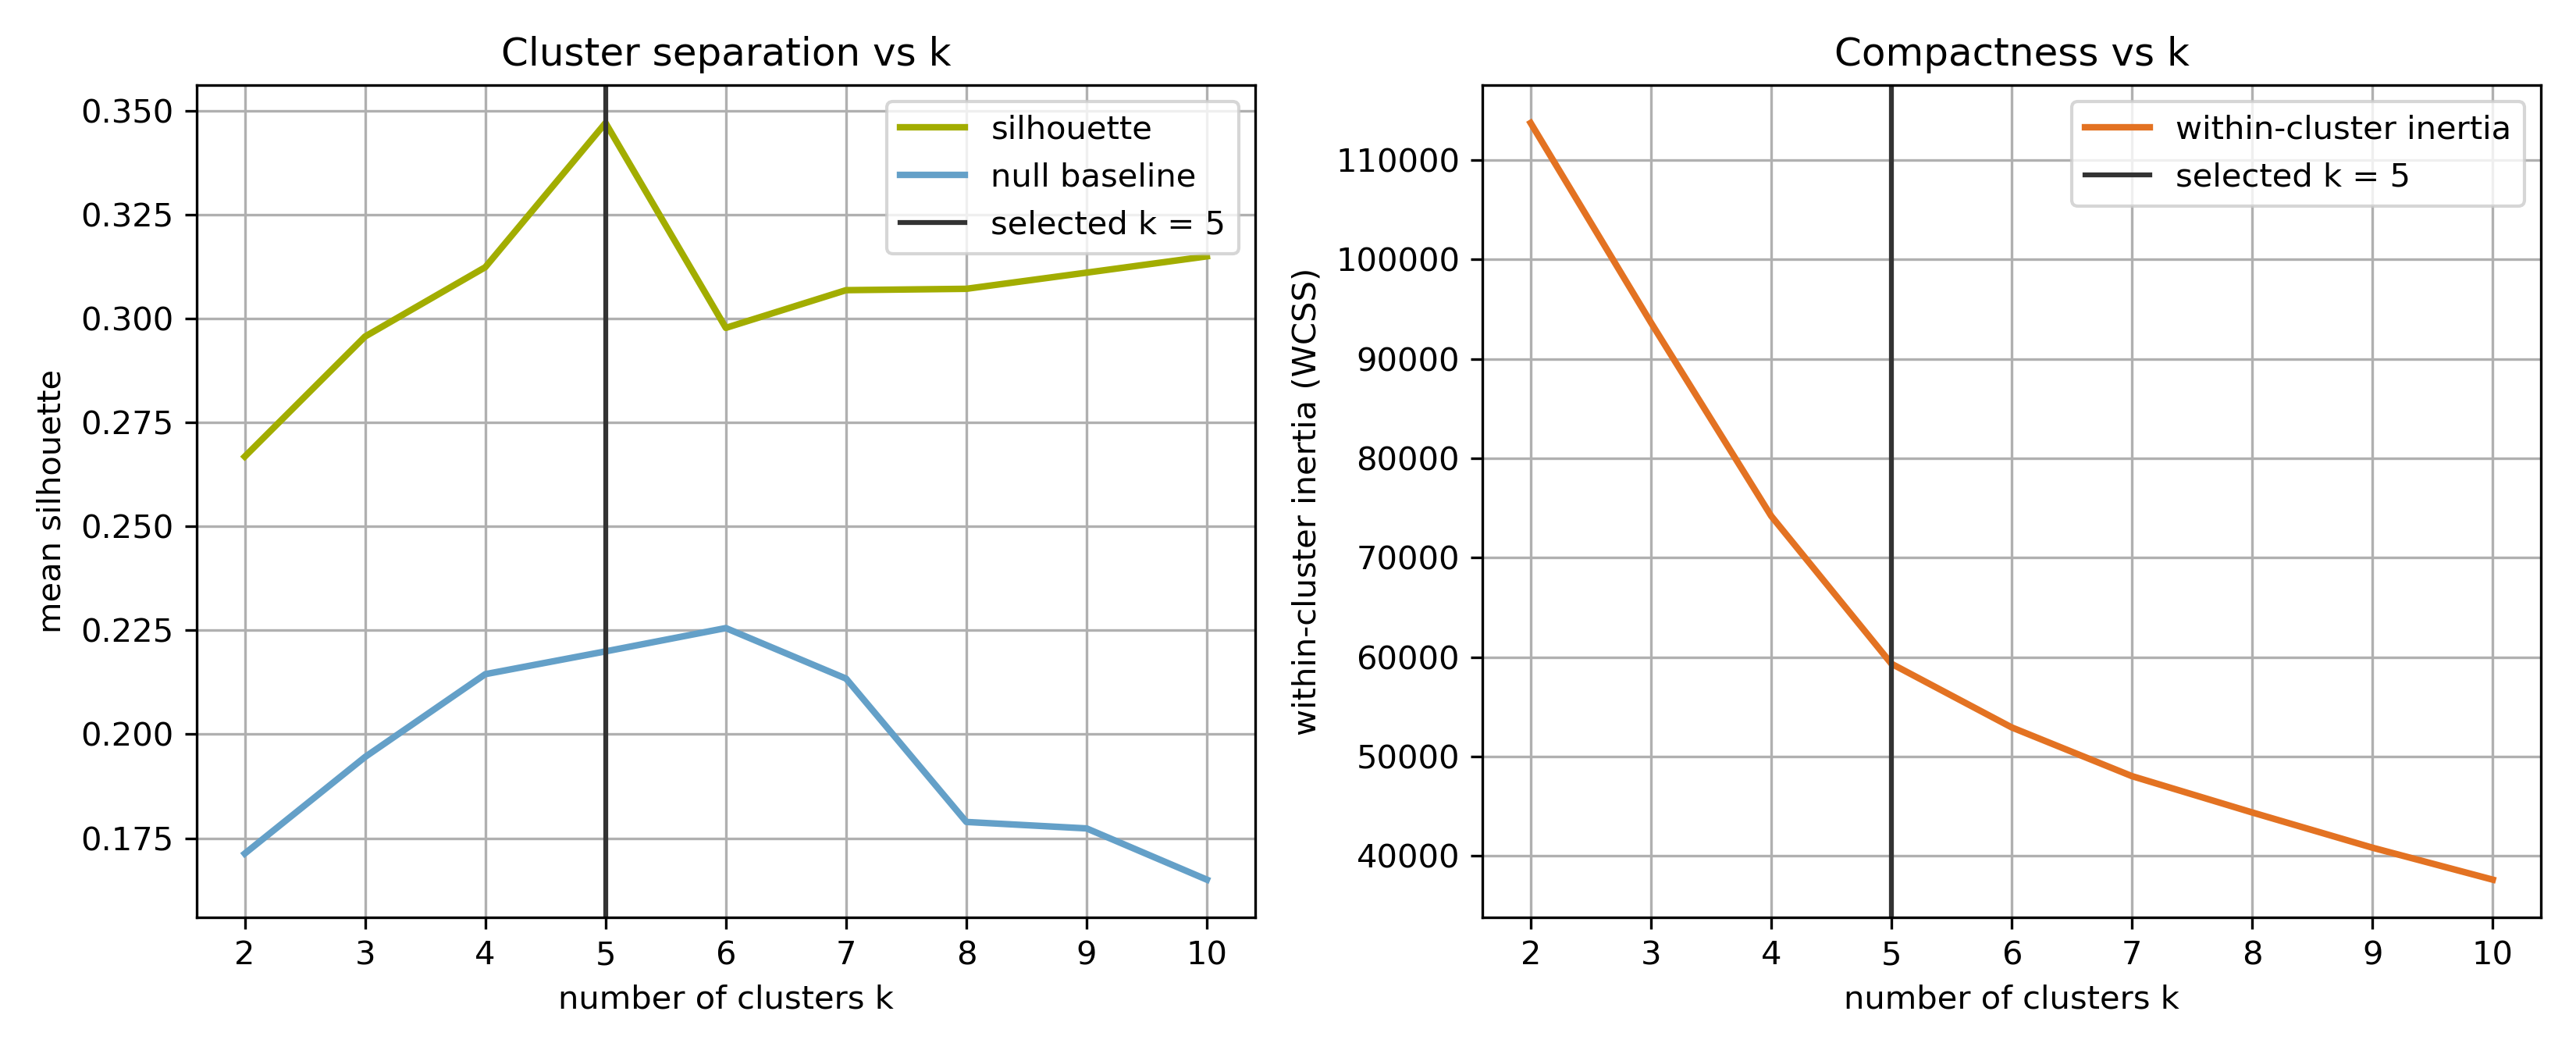 Cluster separation vs k
0.350
0.325
0.300
0.275
0.250
0.225
0.200
0.175
mean silhouette
silhouette
null baseline
selected k = 5
2 3 4 5 6 7 8 9 10
number of clusters k
Compactness vs k
110000
100000
90000
80000
70000
60000
50000
40000
within-cluster inertia (WCSS)
within-cluster inertia
selected k = 5
2 3 4 5 6 7 8 9 10
number of clusters k